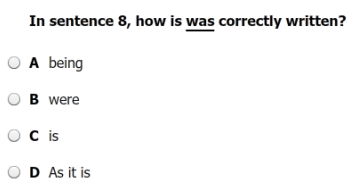 In sentence 8, how is was correctly written?
A being
B were
C is
D As it is